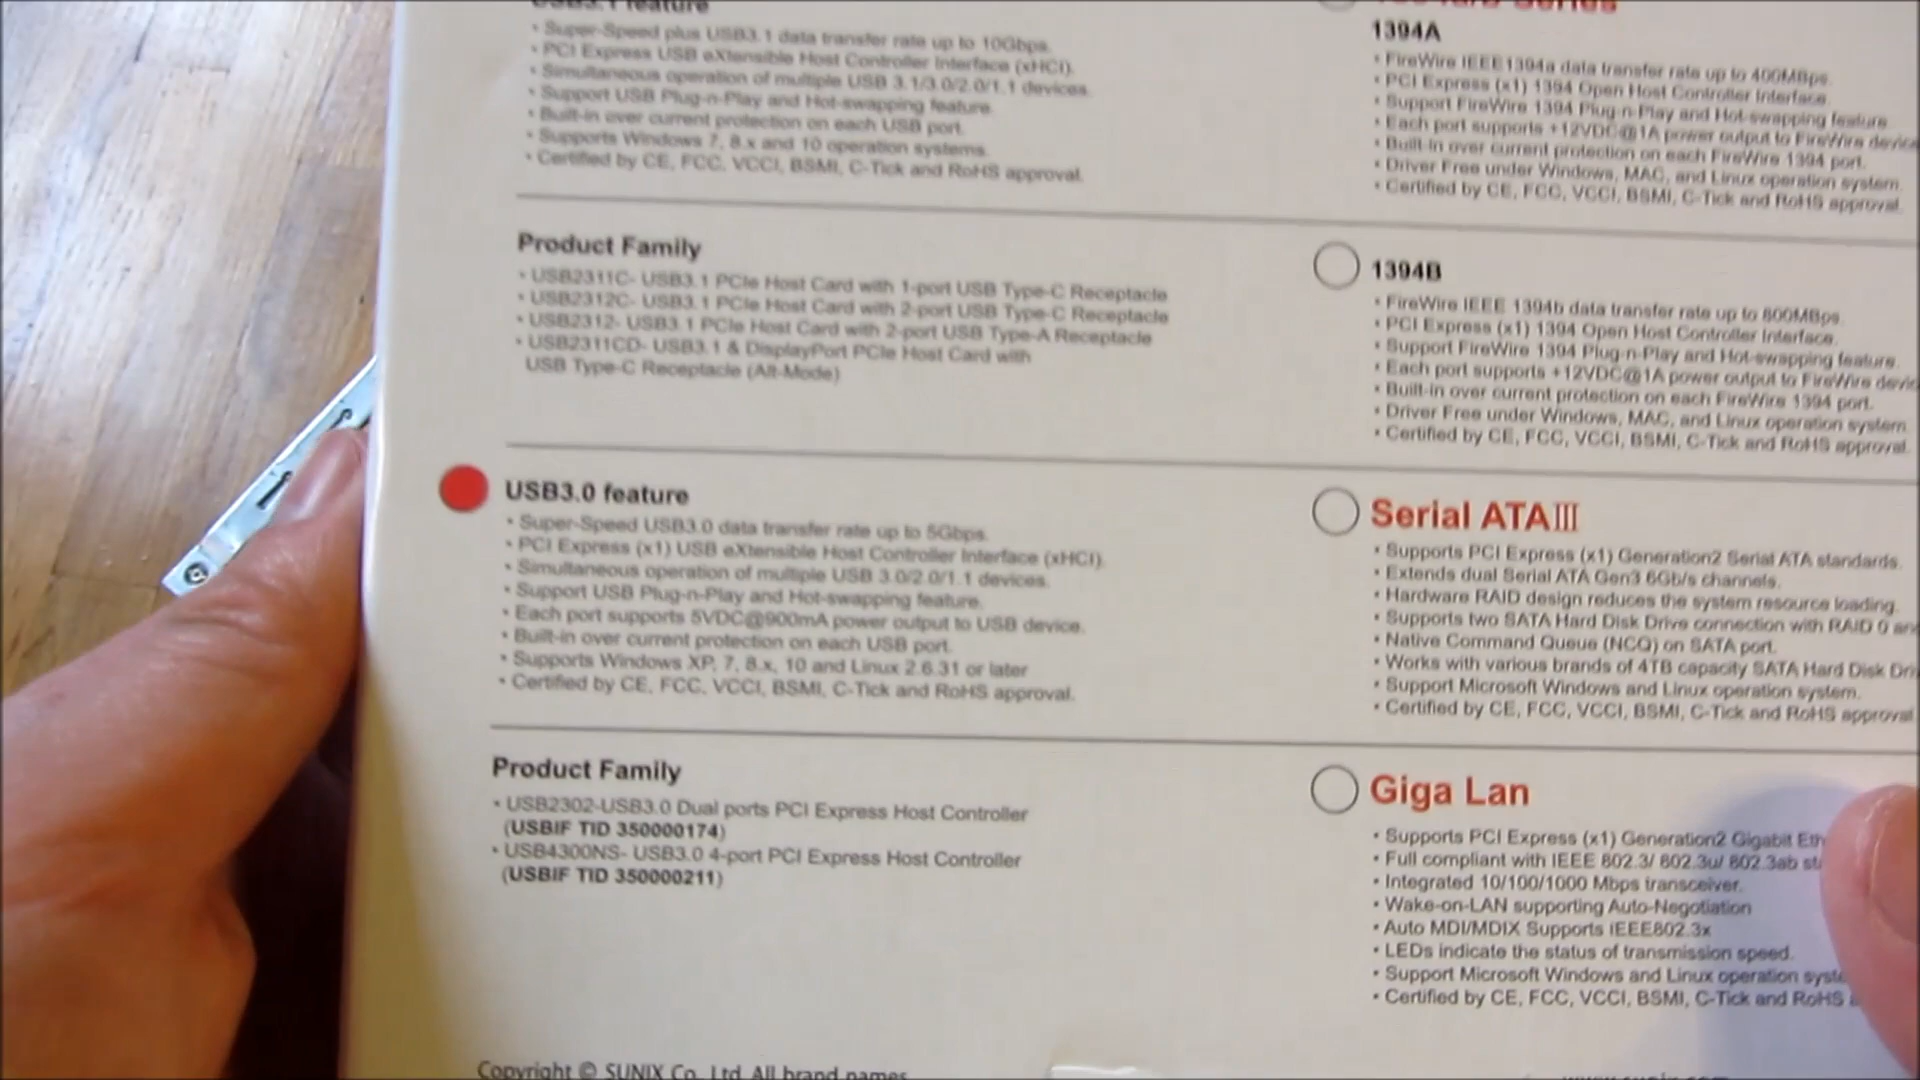 USB3.1 feature
• Super-Speed plus USB3.1 data transfer rate up to 10Gbps.
• PCI Express USB eXtensible Host Controller Interface (xHCI).
• Simultaneous operation of multiple USB 3.1/3.0/2.0/1.1 devices.
• Support USB Plug-n-Play and Hot-swapping feature.
• Built-in over current protection on each USB port.
• Supports Windows 7, 8.x and 10 operation systems.
• Certified by CE, FCC, VCCI, BSMI, C-Tick and RoHS approval.
Product Family
• USB2311C- USB3.1 PCIe Host Card with 1-port USB Type-C Receptacle
• USB2312C- USB3.1 PCIe Host Card with 2-port USB Type-C Receptacle
• USB2312- USB3.1 PCIe Host Card with 2-port USB Type-A Receptacle
• USB2311CD- USB3.1 & DisplayPort PCIe Host Card with
USB Type-C Receptacle (Alt-Mode)
USB3.0 feature
• Super-Speed USB3.0 data transfer rate up to 5Gbps.
• PCI Express (x1) USB eXtensible Host Controller Interface (xHCI).
• Simultaneous operation of multiple USB 3.0/2.0/1.1 devices.
• Support USB Plug-n-Play and Hot-swapping feature.
• Each port supports 5VDC@900mA power output to USB device.
• Built-in over current protection on each USB port.
• Supports Windows XP, 7, 8.x, 10 and Linux 2.6.31 or later
• Certified by CE, FCC, VCCI, BSMI, C-Tick and RoHS approval.
Product Family
• USB2302-USB3.0 Dual ports PCI Express Host Controller
(USBIF TID 350000174)
• USB4300NS- USB3.0 4-port PCI Express Host Controller
(USBIF TID 350000211)
Copyright © SUNIX Co., Ltd. All brand names
Series
1394A
• FireWire IEEE1394a data transfer rate up to 400MBps.
• PCI Express (x1) 1394 Open Host Controller Interface.
• Support FireWire 1394 Plug-n-Play and Hot-swapping feature.
• Each port supports +12VDC@1A power output to FireWire device
• Built-in over current protection on each FireWire 1394 port.
• Driver Free under Windows, MAC, and Linux operation system.
• Certified by CE, FCC, VCCI, BSMI, C-Tick and RoHS approval.
1394B
• FireWire IEEE 1394b data transfer rate up to 800MBps.
• PCI Express (x1) 1394 Open Host Controller Interface.
• Support FireWire 1394 Plug-n-Play and Hot-swapping feature.
• Each port supports +12VDC@1A power output to FireWire devic
• Built-in over current protection on each FireWire 1394 port.
• Driver Free under Windows, MAC, and Linux operation system.
• Certified by CE, FCC, VCCI, BSMI, C-Tick and RoHS approval.
Serial ATAIII
• Supports PCI Express (x1) Generation2 Serial ATA standards.
• Extends dual Serial ATA Gen3 6Gb/s channels.
• Hardware RAID design reduces the system resource loading.
• Supports two SATA Hard Disk Drive connection with RAID 0 an
• Native Command Queue (NCQ) on SATA port.
• Works with various brands of 4TB capacity SATA Hard Disk Dri
• Support Microsoft Windows and Linux operation system.
• Certified by CE, FCC, VCCI, BSMI, C-Tick and RoHS approval
Giga Lan
• Supports PCI Express (x1) Generation2 Gigabit Eth
• Full compliant with IEEE 802.3/ 802.3u/ 802.3ab st
• Integrated 10/100/1000 Mbps transceiver.
• Wake-on-LAN supporting Auto-Negotiation
• Auto MDI/MDIX Supports IEEE802.3x
• LEDs indicate the status of transmission speed.
• Support Microsoft Windows and Linux operation syste
• Certified by CE, FCC, VCCI, BSMI, C-Tick and RoHS